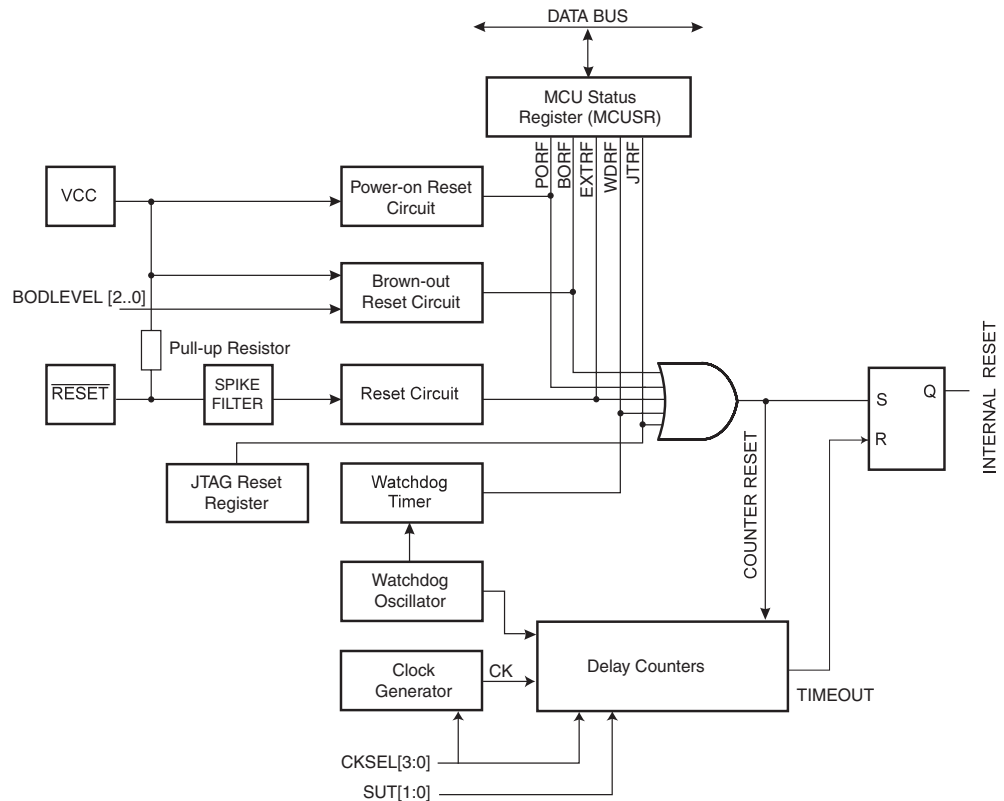 DATA BUS
MCU Status
Register (MCUSR)
PORF
BORF
EXTRF
WDRF
JTRF
VCC
Power-on Reset
Circuit
BODLEVEL [2..0]
Brown-out
Reset Circuit
Pull-up Resistor
RESET
SPIKE
FILTER
Reset Circuit
JTAG Reset
Register
Watchdog
Timer
Watchdog
Oscillator
Clock
Generator
CK
CKSEL[3:0]
SUT[1:0]
Delay Counters
COUNTER RESET
TIMEOUT
S
R
Q
INTERNAL RESET